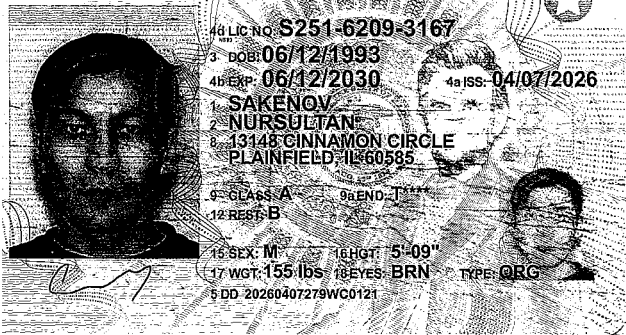 4d LIC NO. S251-6209-3167
3 DOB: 06/12/1993
4b EXP: 06/12/2030 4a ISS: 04/07/2026
1 SAKENOV
2 NURSULTAN
8 13148 CINNAMON CIRCLE
PLAINFIELD, IL 60585
9 CLASS: A 9a END: T****
12 REST: B
15 SEX: M 16 HGT: 5'-09"
17 WGT: 155 lbs 18 EYES: BRN TYPE: ORG
5 DD 20260407279WC0121